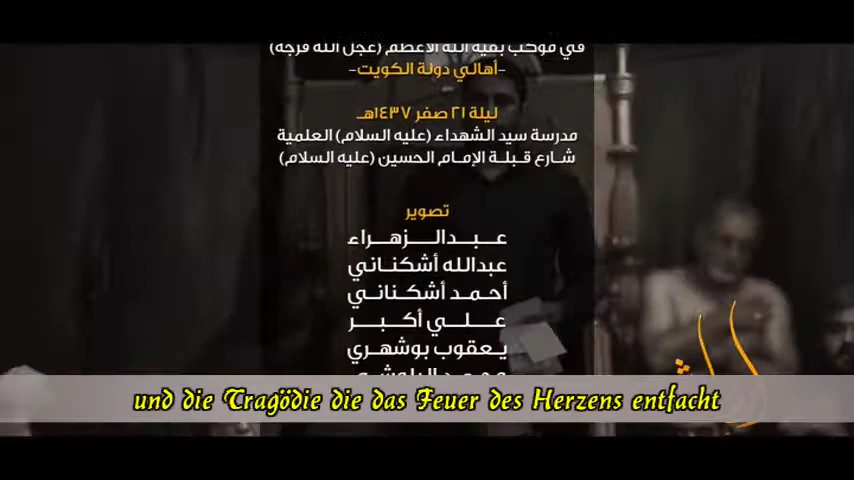 في موكب بقية الله الأعظم (عجل الله فرجه)
-أهالي دولة الكويت-
ليلة ٢١ صفر ١٤٣٧هـ
مدرسة سيد الشهداء (عليه السلام) العلمية
شارع قبلة الإمام الحسين (عليه السلام)
تصوير
عبدالزهراء
عبدالله أشكناني
أحمد أشكناني
علي أكبر
يعقوب بوشهري
und die Tragödie die das Feuer des Herzens entfacht